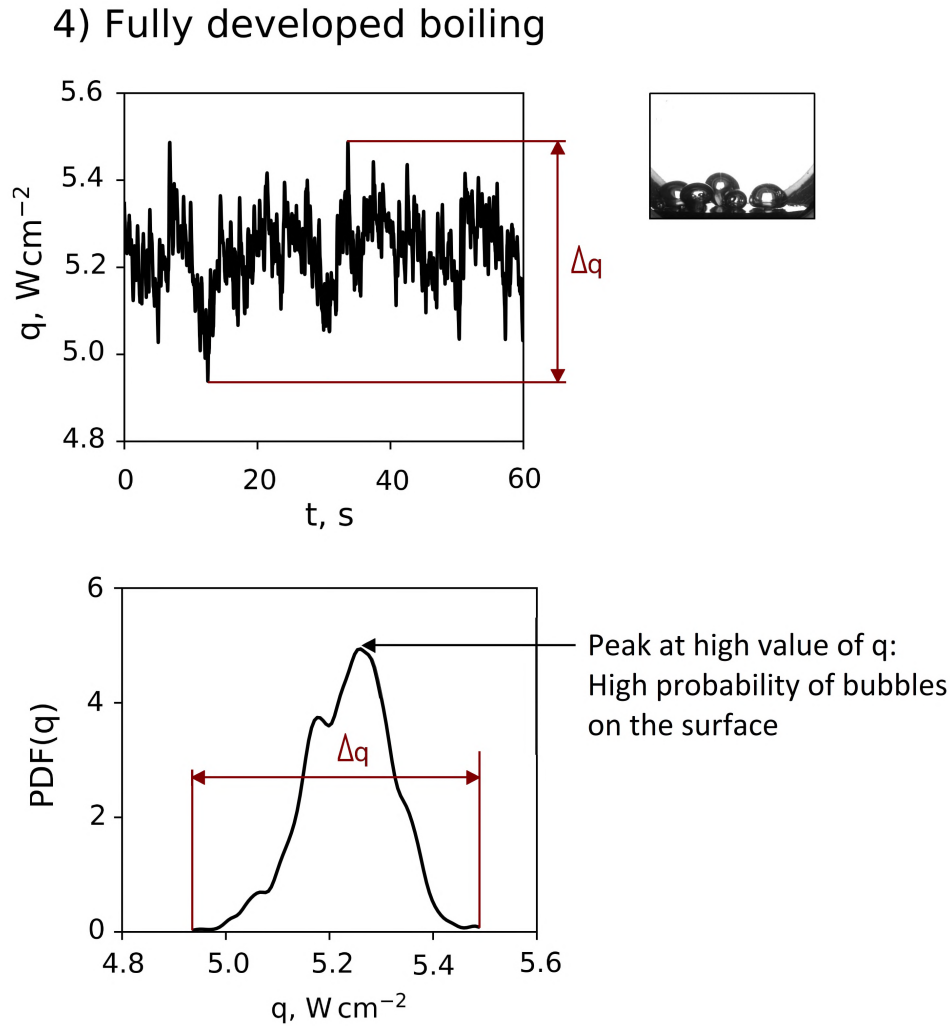 4) Fully developed boiling
5.6
5.4
5.2
5.0
4.8
q, W cm⁻²
0 20 40 60
t, s
Δq
6
4
2
0
PDF(q)
Δq
4.8 5.0 5.2 5.4 5.6
q, W cm⁻²
Peak at high value of q:
High probability of bubbles
on the surface